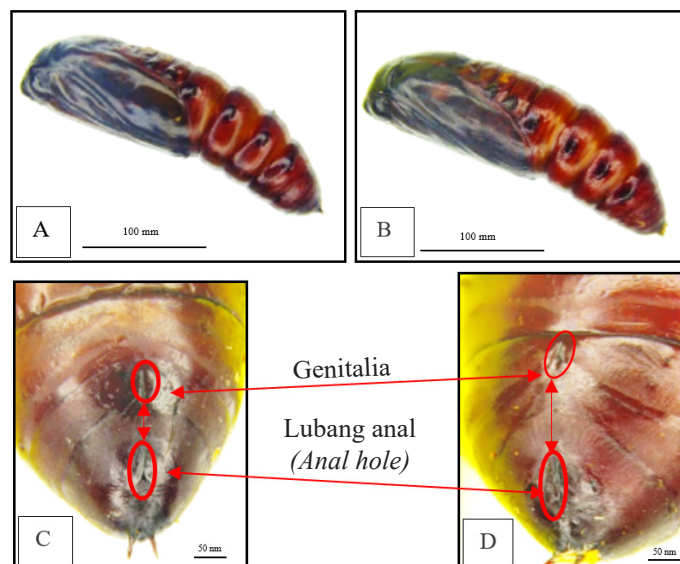 A
100 mm
B
100 mm
Genitalia
Lubang anal
(Anal hole)
C
50 nm
D
50 nm